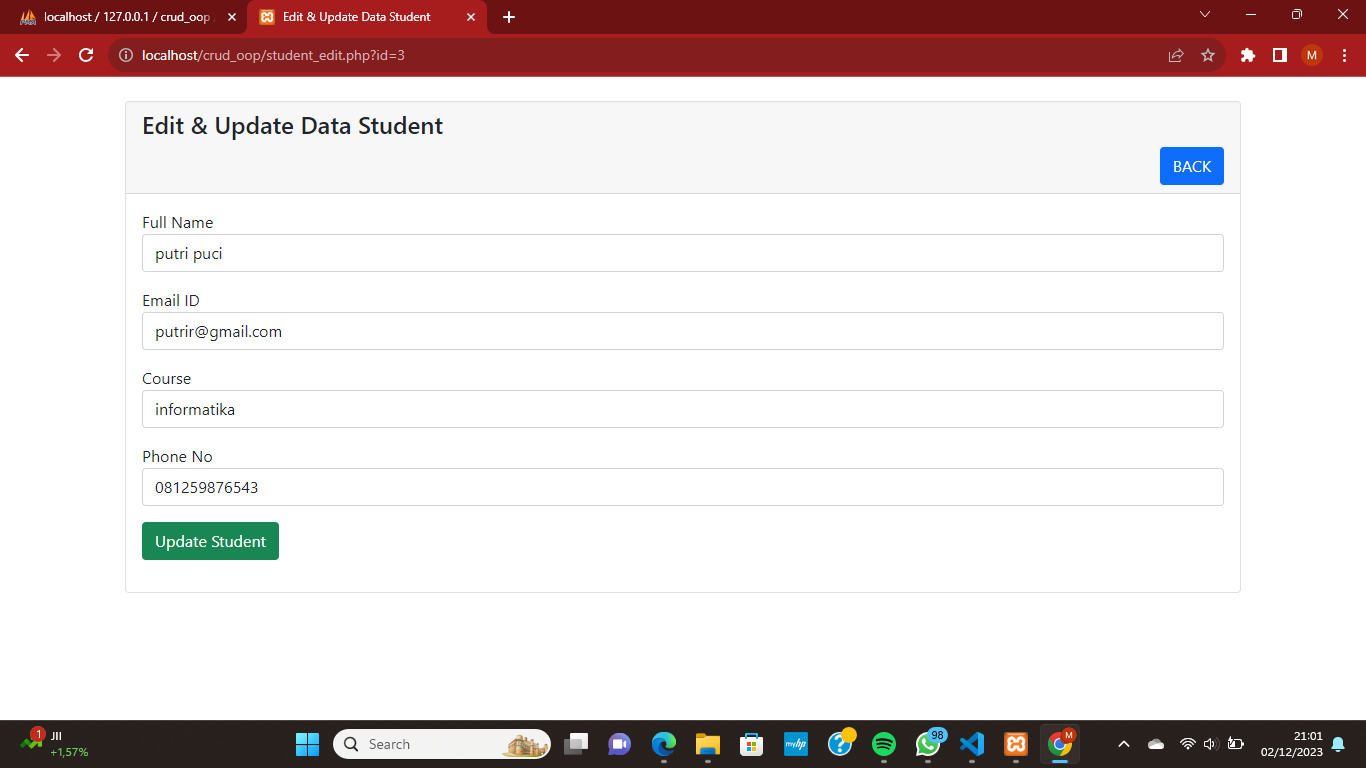 localhost / 127.0.0.1 / crud_oop
Edit & Update Data Student
localhost/crud_oop/student_edit.php?id=3
M
Edit & Update Data Student
BACK
Full Name
putri puci
Email ID
putrir@gmail.com
Course
informatika
Phone No
081259876543
Update Student
1
JII
+1,57%
Search
myhp
98
M
21:01
02/12/2023